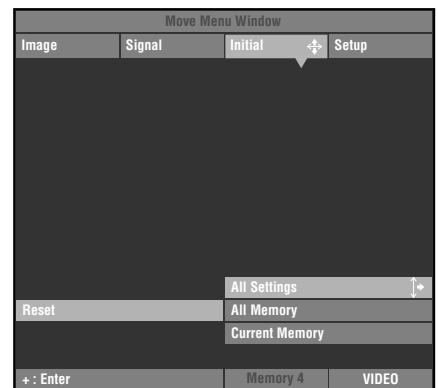 Move Menu Window
Image Signal Initial Setup
All Settings
Reset All Memory
Current Memory
+ : Enter Memory 4 VIDEO